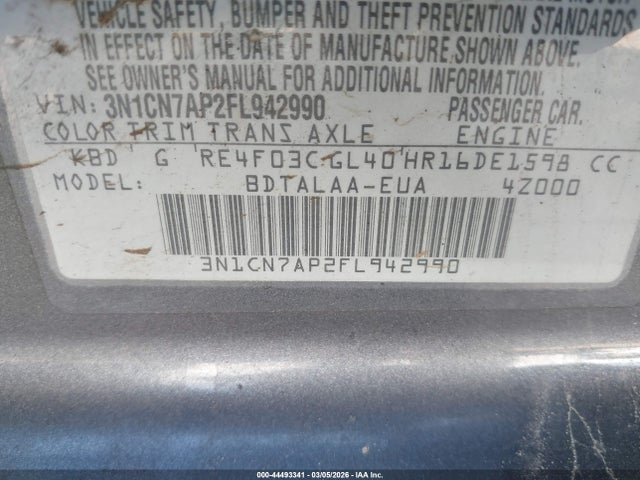 VEHICLE SAFETY, BUMPER AND THEFT PREVENTION STANDARDS
IN EFFECT ON THE DATE OF MANUFACTURE SHOWN ABOVE.
SEE OWNER'S MANUAL FOR ADDITIONAL INFORMATION.
VIN: 3N1CN7AP2FL942990 PASSENGER CAR.
COLOR TRIM TRANS AXLE ENGINE
KBD G RE4F03C GL40 HR16DE1598 CC
MODEL: BDTALAA-EUA 4Z000
3N1CN7AP2FL942990
000-44493341 | 03/05/2026 | IAA Inc.